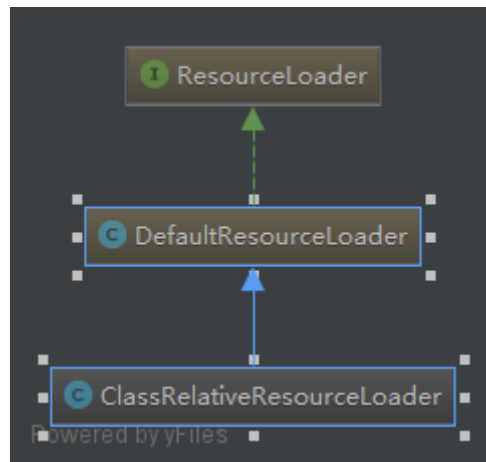 I ResourceLoader
C DefaultResourceLoader
C ClassRelativeResourceLoader
Powered by yFiles